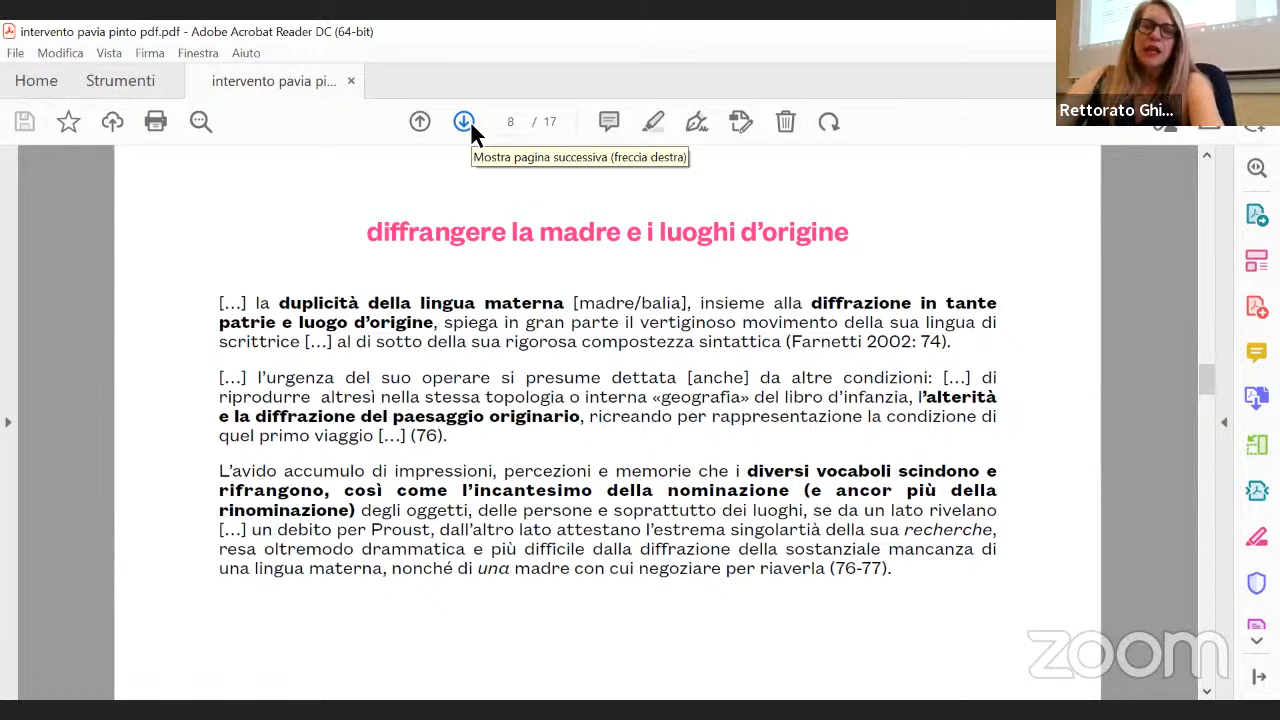 intervento pavia pinto pdf.pdf - Adobe Acrobat Reader DC (64-bit)
File Modifica Vista Firma Finestra Aiuto
Home Strumenti intervento pavia pi... ×
8 / 17
Mostra pagina successiva (freccia destra)
Rettorato Ghi...
diffrangere la madre e i luoghi d'origine
[...] la duplicità della lingua materna [madre/balia], insieme alla diffrazione in tante
patrie e luogo d'origine, spiega in gran parte il vertiginoso movimento della sua lingua di
scrittrice [...] al di sotto della sua rigorosa compostezza sintattica (Farnetti 2002: 74).
[...] l'urgenza del suo operare si presume dettata [anche] da altre condizioni: [...] di
riprodurre altresì nella stessa topologia o interna «geografia» del libro d'infanzia, l'alterità
e la diffrazione del paesaggio originario, ricreando per rappresentazione la condizione di
quel primo viaggio [...] (76).
L'avido accumulo di impressioni, percezioni e memorie che i diversi vocaboli scindono e
rifrangono, così come l'incantesimo della nominazione (e ancor più della
rinominazione) degli oggetti, delle persone e soprattutto dei luoghi, se da un lato rivelano
[...] un debito per Proust, dall'altro lato attestano l'estrema singolartià della sua recherche,
resa oltremodo drammatica e più difficile dalla diffrazione della sostanziale mancanza di
una lingua materna, nonché di una madre con cui negoziare per riaverla (76-77).
zoom